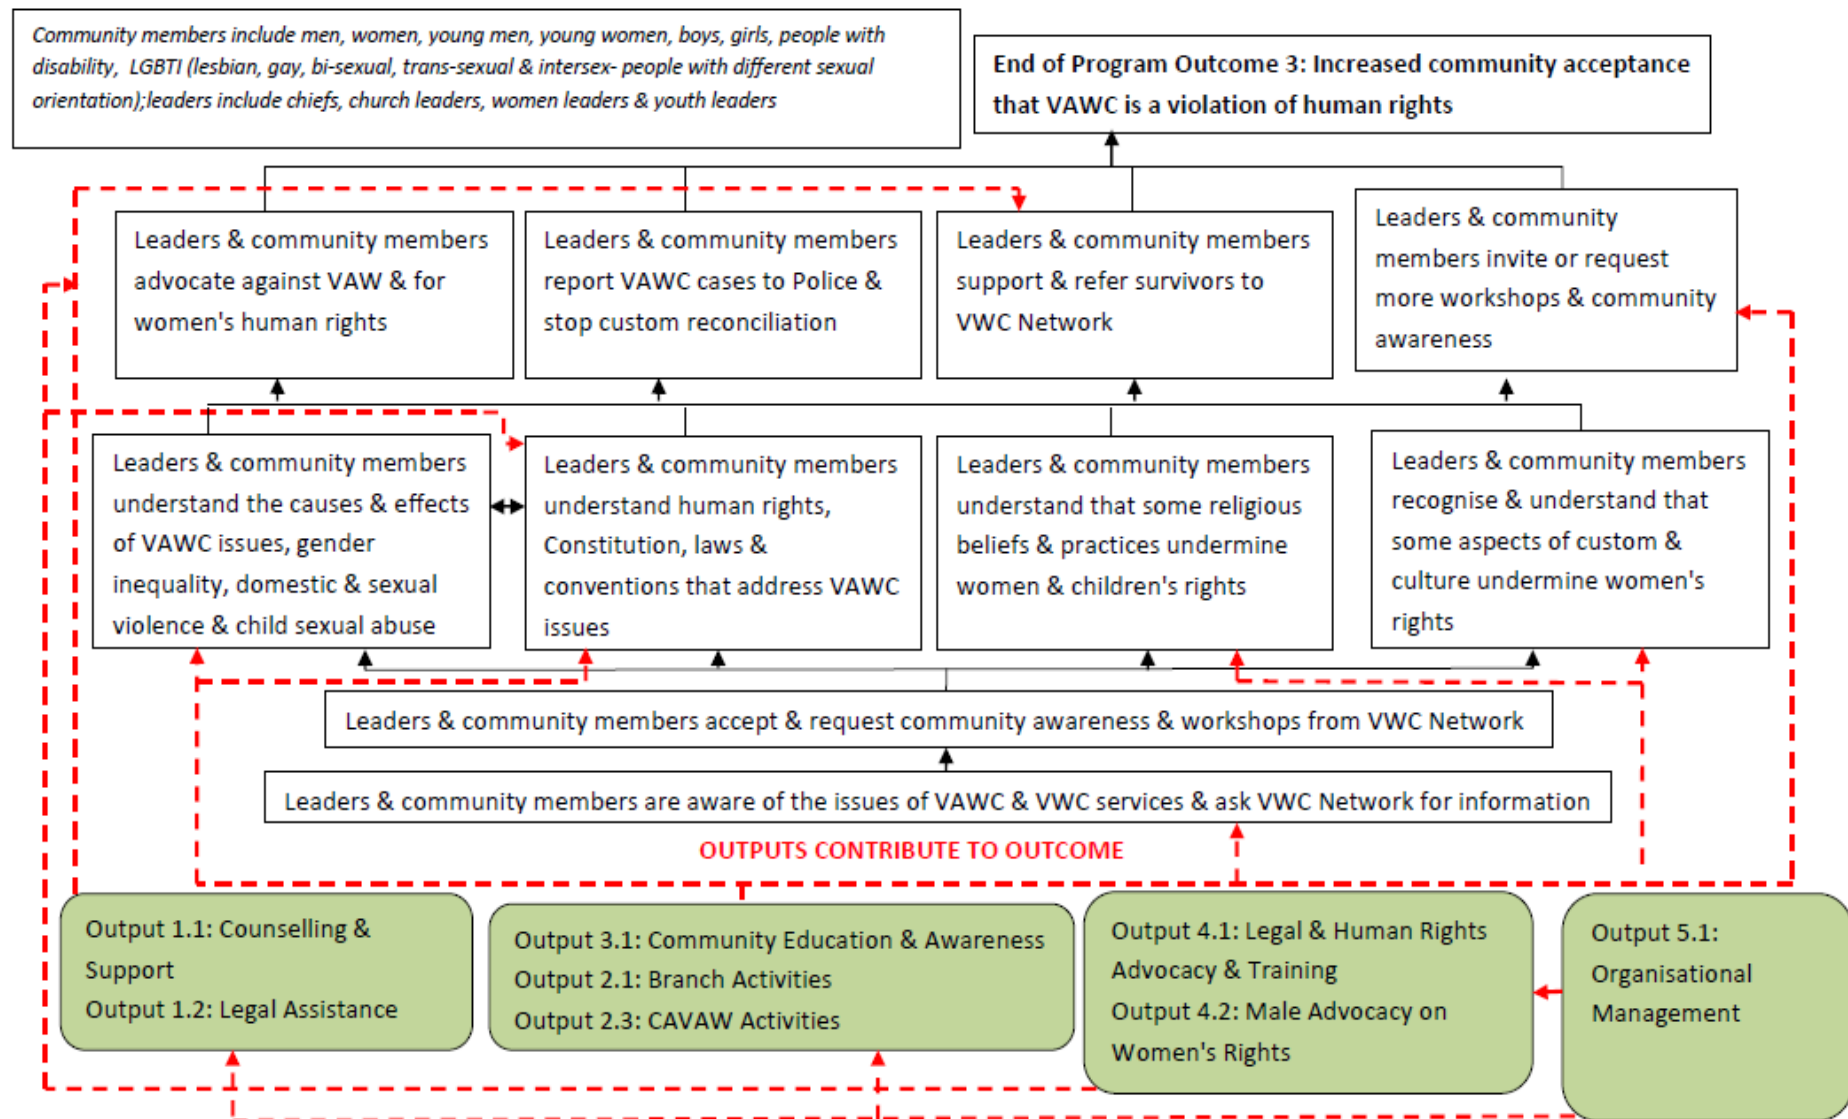 Community members include men, women, young men, young women, boys, girls, people with
disability, LGBTI (lesbian, gay, bi-sexual, trans-sexual & intersex- people with different sexual
orientation);leaders include chiefs, church leaders, women leaders & youth leaders
End of Program Outcome 3: Increased community acceptance
that VAWC is a violation of human rights
Leaders & community members
advocate against VAW & for
women's human rights
Leaders & community members
report VAWC cases to Police &
stop custom reconciliation
Leaders & community members
support & refer survivors to
VWC Network
Leaders & community
members invite or request
more workshops & community
awareness
Leaders & community members
understand the causes & effects
of VAWC issues, gender
inequality, domestic & sexual
violence & child sexual abuse
Leaders & community members
understand human rights,
Constitution, laws &
conventions that address VAWC
issues
Leaders & community members
understand that some religious
beliefs & practices undermine
women & children's rights
Leaders & community members
recognise & understand that
some aspects of custom &
culture undermine women's
rights
Leaders & community members accept & request community awareness & workshops from VWC Network
Leaders & community members are aware of the issues of VAWC & VWC services & ask VWC Network for information
OUTPUTS CONTRIBUTE TO OUTCOME
Output 1.1: Counselling &
Support
Output 1.2: Legal Assistance
Output 3.1: Community Education & Awareness
Output 2.1: Branch Activities
Output 2.3: CAVAW Activities
Output 4.1: Legal & Human Rights
Advocacy & Training
Output 4.2: Male Advocacy on
Women's Rights
Output 5.1:
Organisational
Management